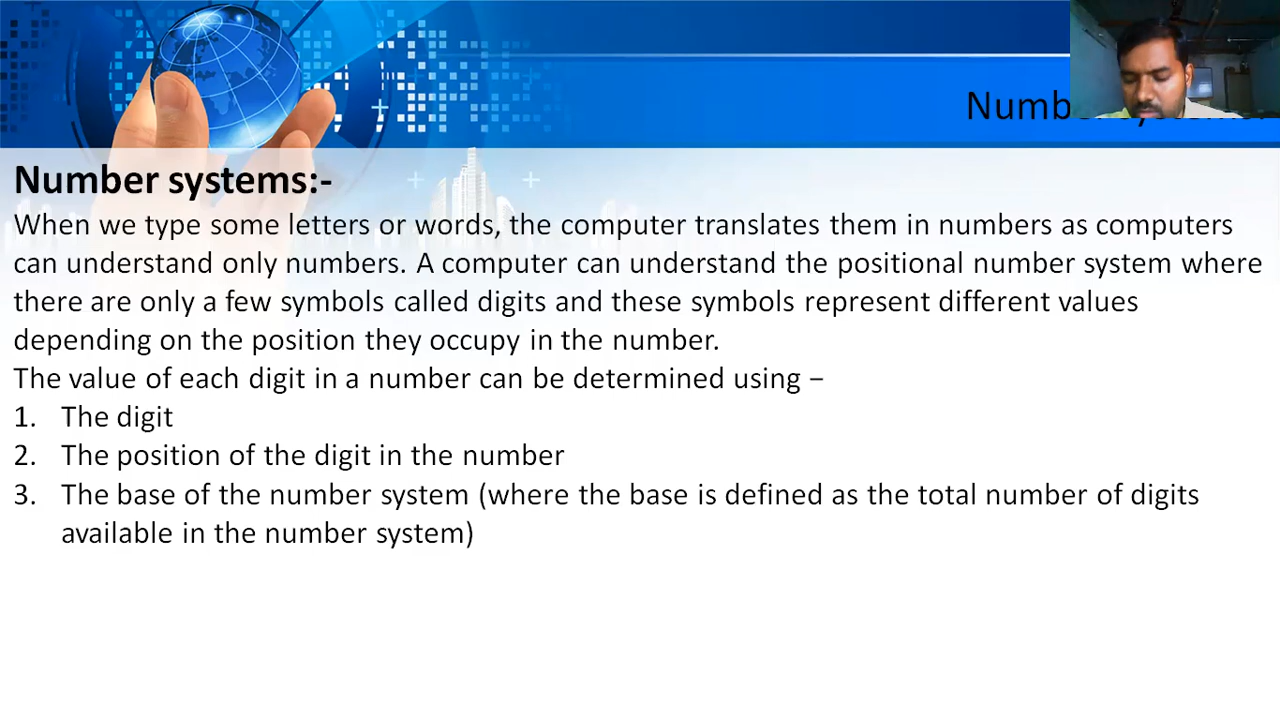 Number systems:-
When we type some letters or words, the computer translates them in numbers as computers
can understand only numbers. A computer can understand the positional number system where
there are only a few symbols called digits and these symbols represent different values
depending on the position they occupy in the number.
The value of each digit in a number can be determined using −
1. The digit
2. The position of the digit in the number
3. The base of the number system (where the base is defined as the total number of digits
available in the number system)